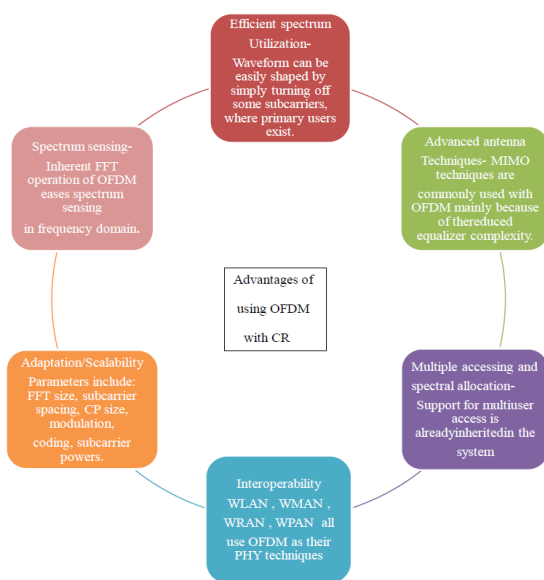 Efficient spectrum
Utilization-
Waveform can be
easily shaped by
simply turning off
some subcarriers,
where primary users
exist.
Advanced antenna
Techniques- MIMO
techniques are
commonly used with
OFDM mainly because
of thereduced
equalizer complexity.
Multiple accessing and
spectral allocation-
Support for multiuser
access is
alreadyinheritedin the
system
Interoperability
WLAN , WMAN ,
WRAN , WPAN all
use OFDM as their
PHY techniques
Adaptation/Scalability
Parameters include:
FFT size, subcarrier
spacing, CP size,
modulation,
coding, subcarrier
powers.
Spectrum sensing-
Inherent FFT
operation of OFDM
eases spectrum
sensing
in frequency domain.
Advantages of
using OFDM
with CR